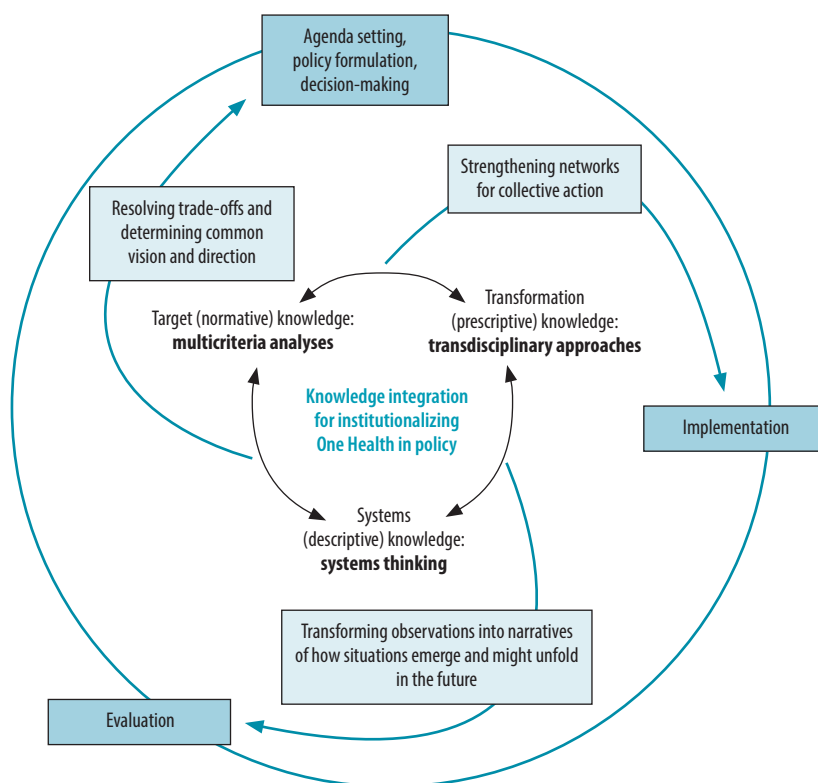 Agenda setting,
policy formulation,
decision-making
Strengthening networks
for collective action
Resolving trade-offs and
determining common
vision and direction
Target (normative) knowledge:
multicriteria analyses
Transformation
(prescriptive) knowledge:
transdisciplinary approaches
Knowledge integration
for institutionalizing
One Health in policy
Implementation
Systems
(descriptive) knowledge:
systems thinking
Transforming observations into narratives
of how situations emerge and might unfold
in the future
Evaluation